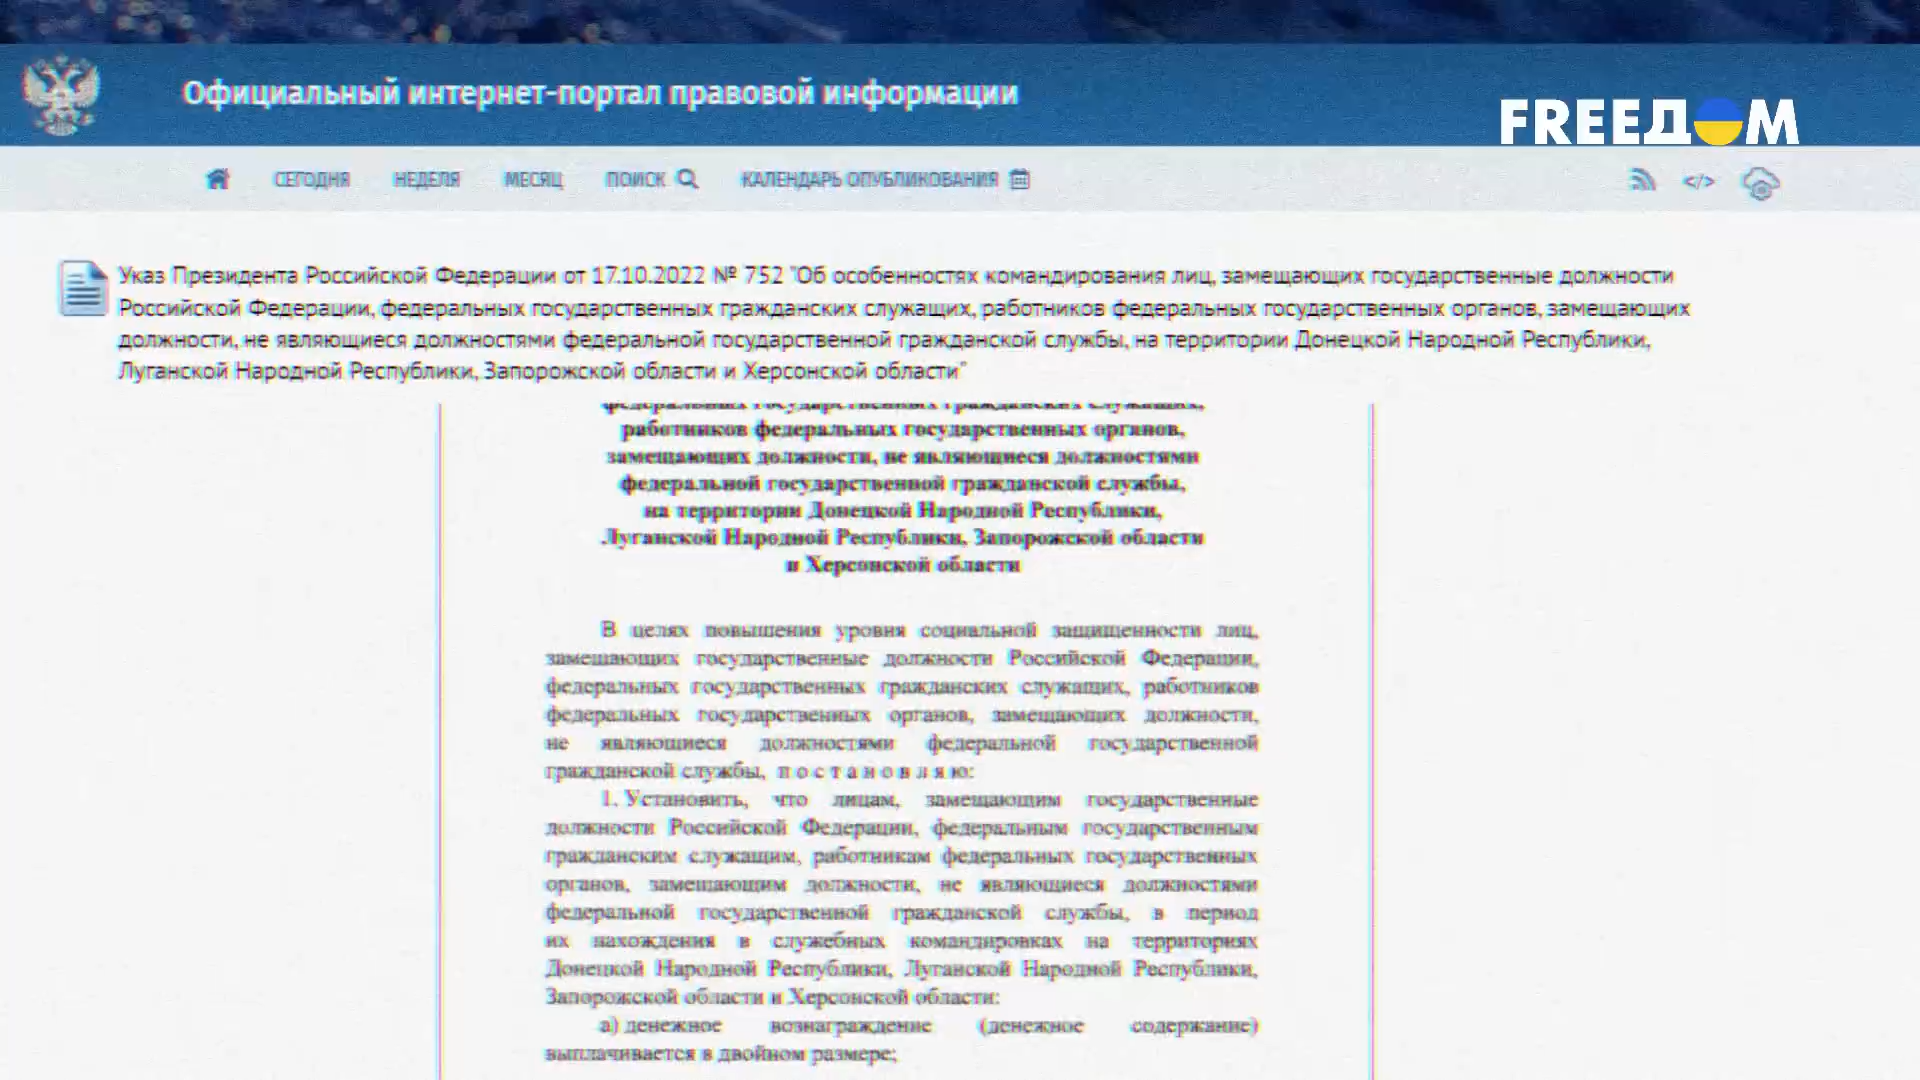 Официальный интернет-портал правовой информации
FREEДOM
СЕГОДНЯ НЕДЕЛЯ МЕСЯЦ ПОИСК КАЛЕНДАРЬ ОПУБЛИКОВАНИЯ </>
Указ Президента Российской Федерации от 17.10.2022 № 752 "Об особенностях командирования лиц, замещающих государственные должности
Российской Федерации, федеральных государственных гражданских служащих, работников федеральных государственных органов, замещающих
должности, не являющиеся должностями федеральной государственной гражданской службы, на территории Донецкой Народной Республики,
Луганской Народной Республики, Запорожской области и Херсонской области"
федеральных государственных гражданских служащих,
работников федеральных государственных органов,
замещающих должности, не являющиеся должностями
федеральной государственной гражданской службы,
на территории Донецкой Народной Республики,
Луганской Народной Республики, Запорожской области
и Херсонской области
В целях повышения уровня социальной защищенности лиц,
замещающих государственные должности Российской Федерации,
федеральных государственных гражданских служащих, работников
федеральных государственных органов, замещающих должности,
не являющиеся должностями федеральной государственной
гражданской службы, п о с т а н о в л я ю:
1. Установить, что лицам, замещающим государственные
должности Российской Федерации, федеральным государственным
гражданским служащим, работникам федеральных государственных
органов, замещающим должности, не являющиеся должностями
федеральной государственной гражданской службы, в период
их нахождения в служебных командировках на территориях
Донецкой Народной Республики, Луганской Народной Республики,
Запорожской области и Херсонской области:
а) денежное вознаграждение (денежное содержание)
выплачивается в двойном размере;